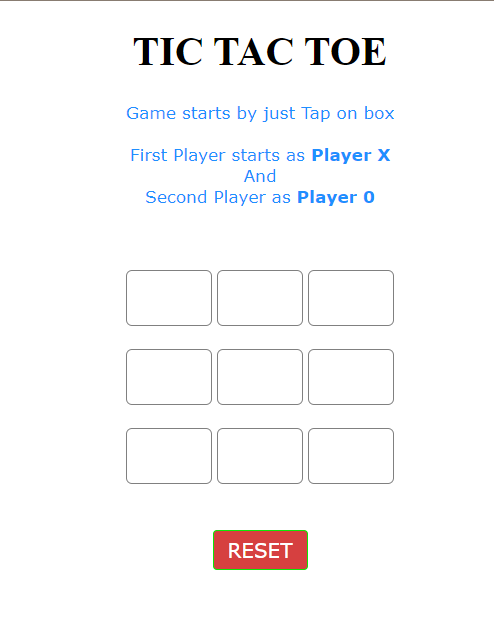 TIC TAC TOE
Game starts by just Tap on box
First Player starts as Player X
And
Second Player as Player 0
RESET